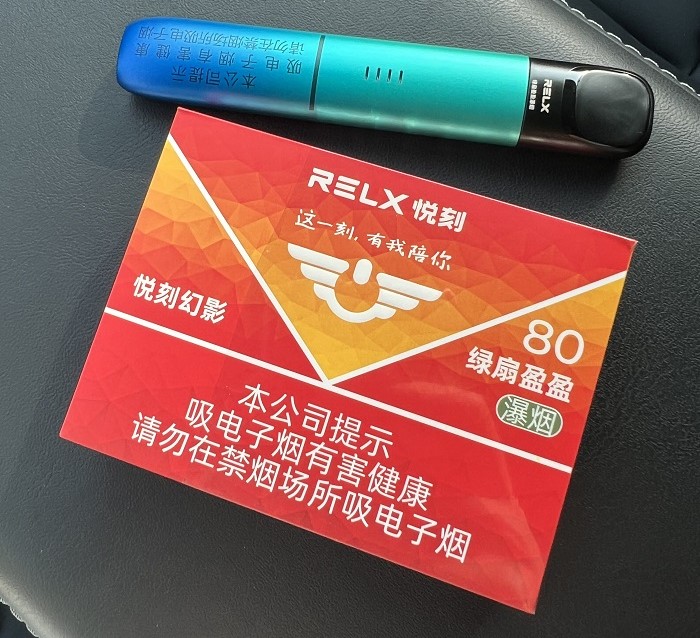 本公司提示
吸电子烟有害健康
请勿在禁烟场所吸电子烟
RELX
RELX 悦刻
这一刻,有我陪你
悦刻幻影
80
绿扇盈盈
瀑烟
本公司提示
吸电子烟有害健康
请勿在禁烟场所吸电子烟